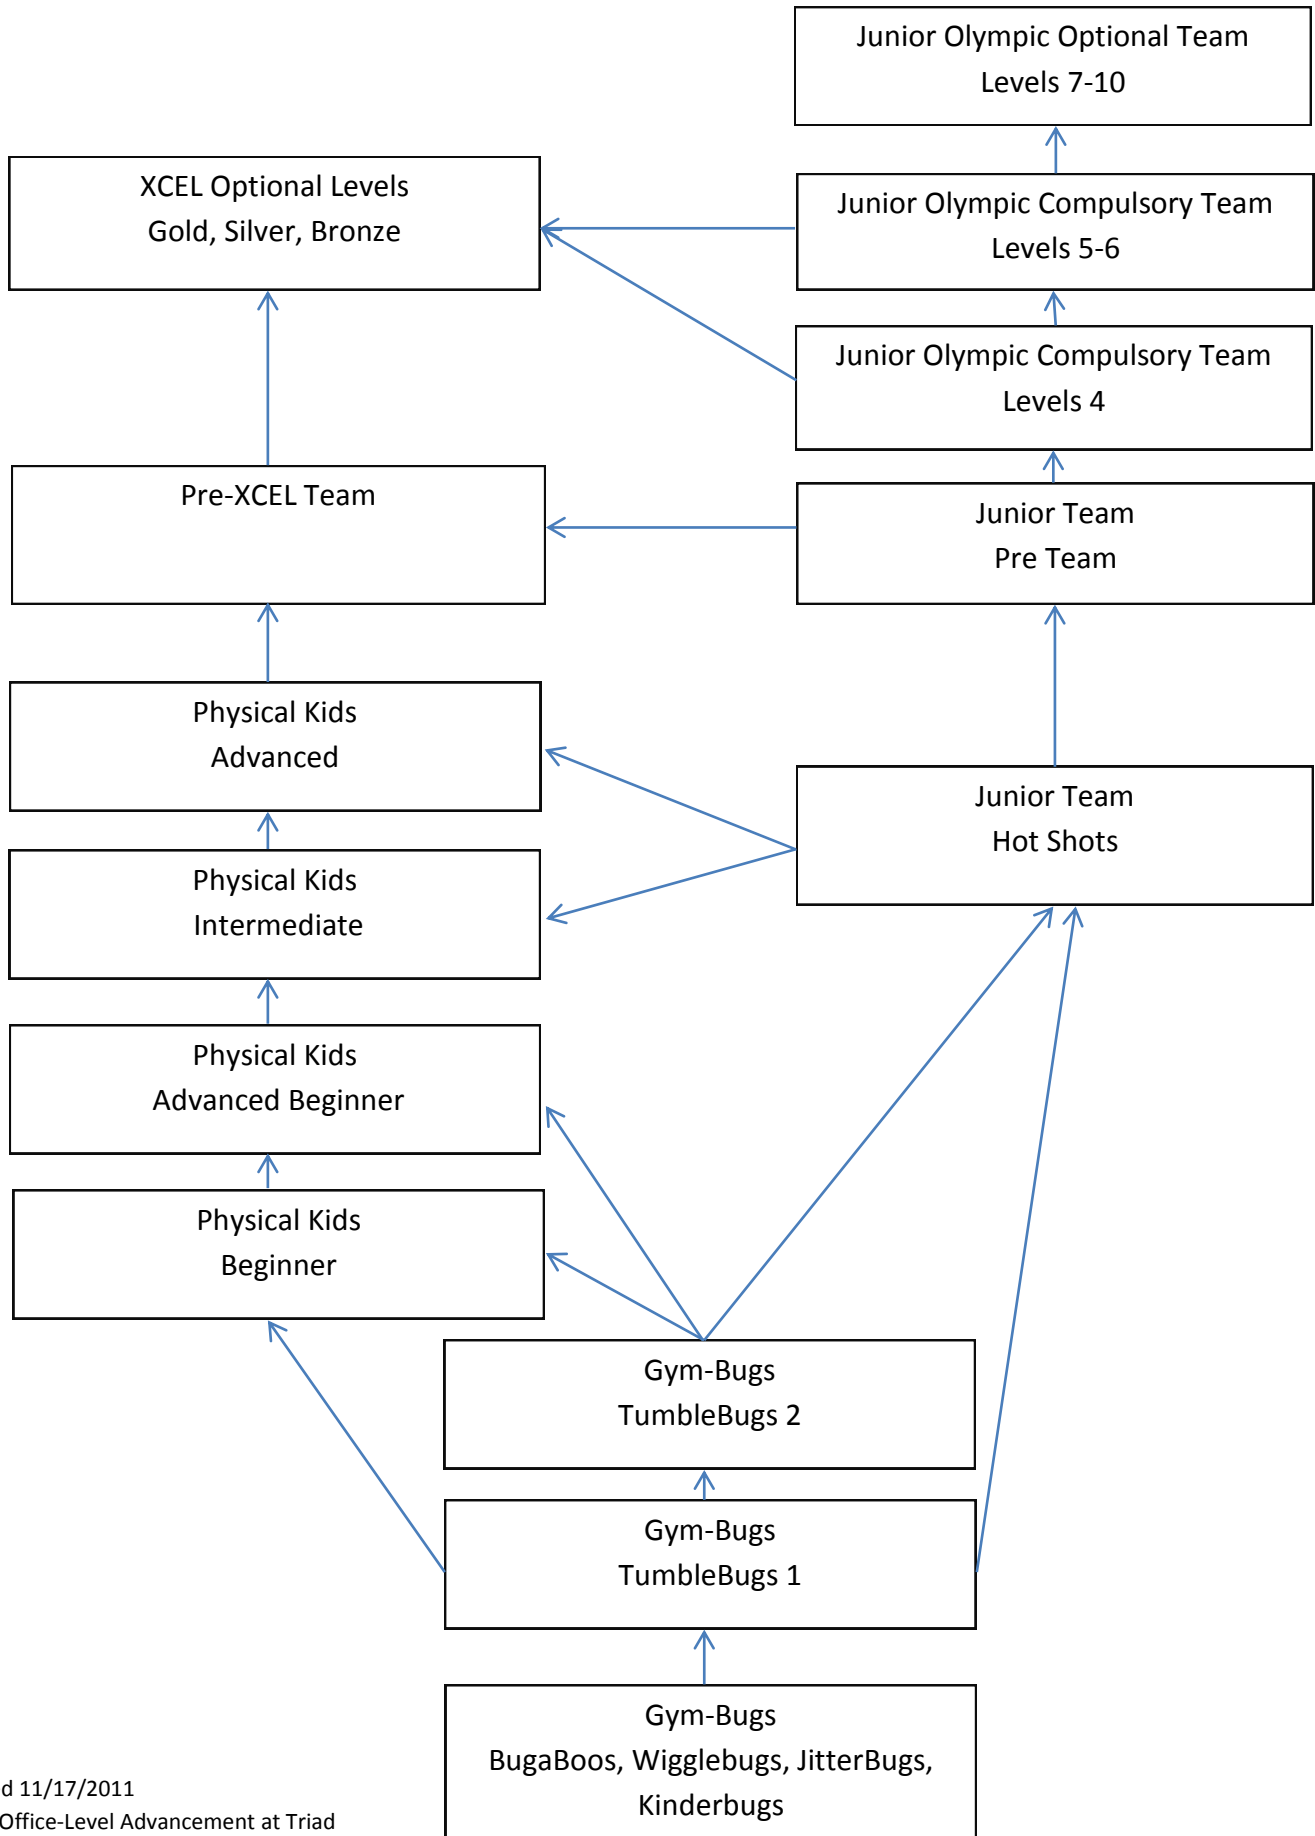 Junior Olympic Optional Team
Levels 7-10
XCEL Optional Levels
Gold, Silver, Bronze
Junior Olympic Compulsory Team
Levels 5-6
Junior Olympic Compulsory Team
Levels 4
Pre-XCEL Team
Junior Team
Pre Team
Physical Kids
Advanced
Junior Team
Hot Shots
Physical Kids
Intermediate
Physical Kids
Advanced Beginner
Physical Kids
Beginner
Gym-Bugs
TumbleBugs 2
Gym-Bugs
TumbleBugs 1
Gym-Bugs
BugaBoos, Wigglebugs, JitterBugs,
Kinderbugs
11/17/2011
Office-Level Advancement at Triad